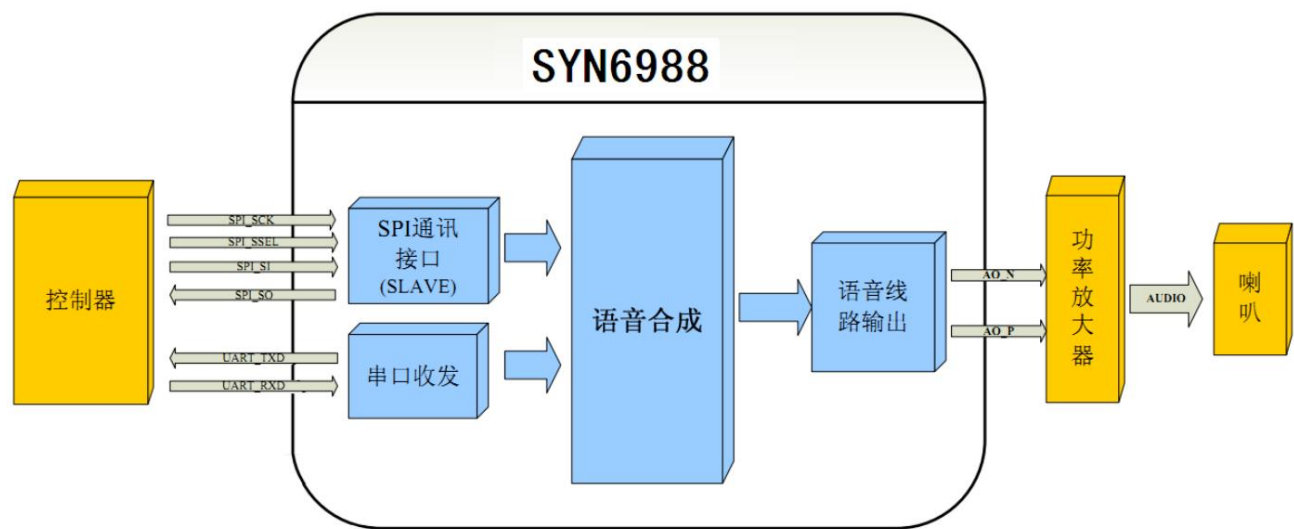 SYN6988
控制器
SPI_SCK
SPI_SSEL
SPI_SI
SPI_SO
UART_TXD
UART_RXD
SPI通讯
接口
(SLAVE)
串口收发
语音合成
语音线
路输出
AO_N
AO_P
功
率
放
大
器
AUDIO
喇
叭